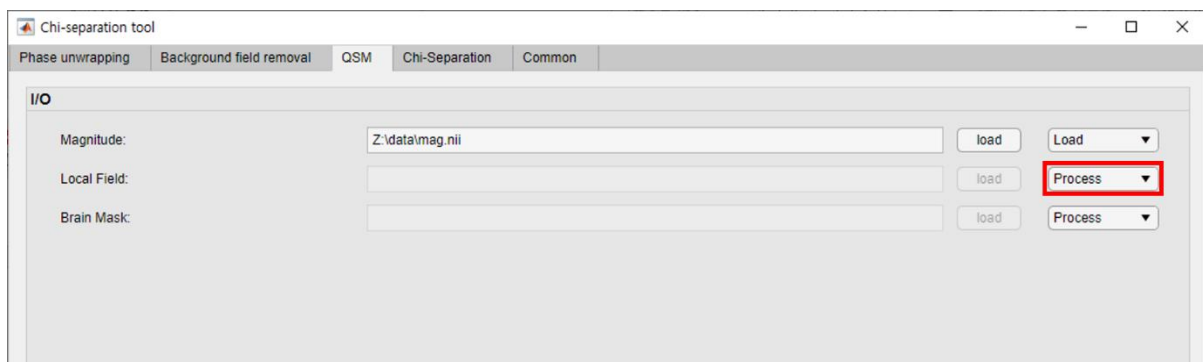 Chi-separation tool
Phase unwrapping Background field removal QSM Chi-Separation Common
I/O
Magnitude: Z:\data\mag.nii load Load
Local Field: load Process
Brain Mask: load Process